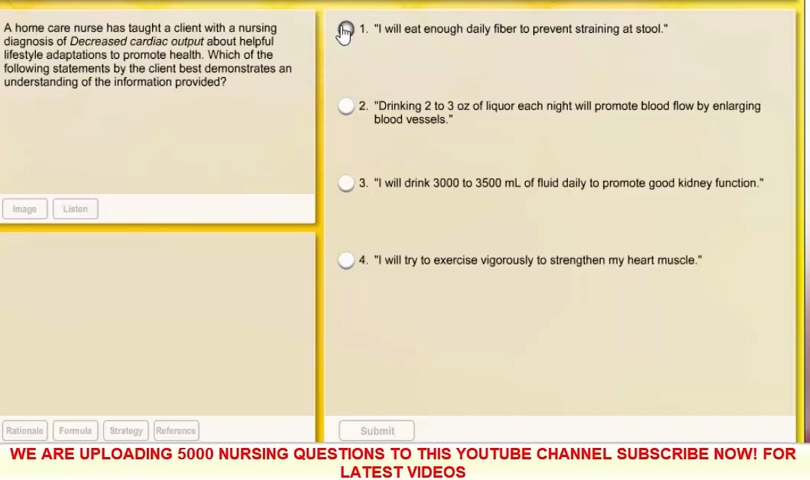 A home care nurse has taught a client with a nursing
diagnosis of Decreased cardiac output about helpful
lifestyle adaptations to promote health. Which of the
following statements by the client best demonstrates an
understanding of the information provided?
Image
Listen
1. "I will eat enough daily fiber to prevent straining at stool."
2. "Drinking 2 to 3 oz of liquor each night will promote blood flow by enlarging
blood vessels."
3. "I will drink 3000 to 3500 mL of fluid daily to promote good kidney function."
4. "I will try to exercise vigorously to strengthen my heart muscle."
Rationale
Formula
Strategy
Reference
Submit
WE ARE UPLOADING 5000 NURSING QUESTIONS TO THIS YOUTUBE CHANNEL SUBSCRIBE NOW! FOR
LATEST VIDEOS